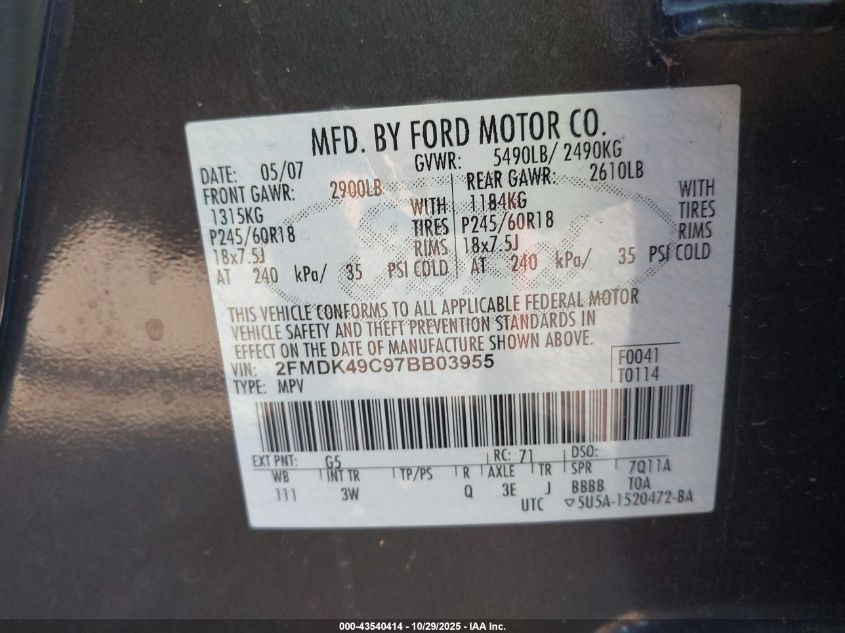 MFD. BY FORD MOTOR CO.
DATE: 05/07 GVWR: 5490LB/ 2490KG
FRONT GAWR: 2900LB REAR GAWR: 2610LB
1315KG WITH 1184KG WITH
P245/60R18 TIRES P245/60R18 TIRES
18x7.5J RIMS 18x7.5J RIMS
AT 240 kPa/ 35 PSI COLD AT 240 kPa/ 35 PSI COLD
THIS VEHICLE CONFORMS TO ALL APPLICABLE FEDERAL MOTOR
VEHICLE SAFETY AND THEFT PREVENTION STANDARDS IN
EFFECT ON THE DATE OF MANUFACTURE SHOWN ABOVE.
VIN: 2FMDK49C97BB03955 F0041
TYPE: MPV T0114
EXT PNT: G5 RC: 71 DSO:
WB INT TR TP/PS R AXLE TR SPR 7Q11A
111 3W Q 3E J BBBB TOA
UTC ▽5U5A-1520472-BA
000-43540414 - 10/29/2025 - IAA Inc.